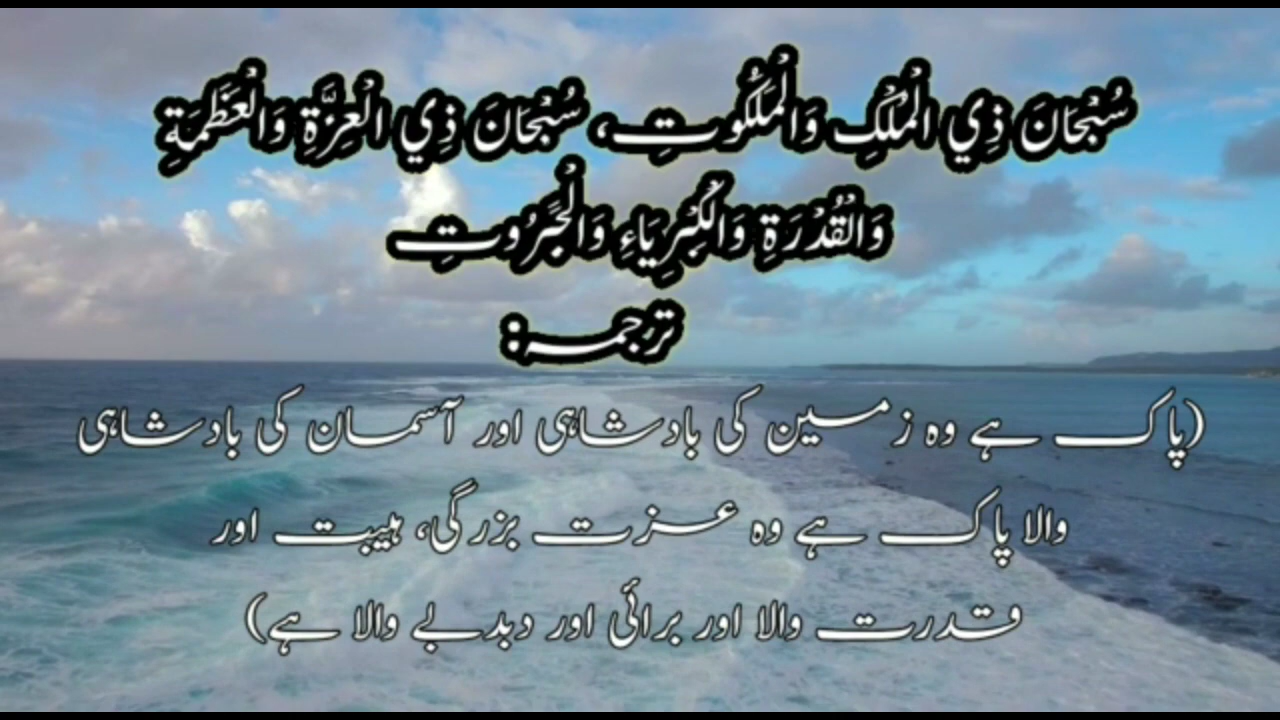 سُبْحَانَ ذِي الْمُلْكِ وَالْمَلَكُوتِ، سُبْحَانَ ذِي الْعِزَّةِ وَالْعَظَمَةِ
وَالْقُدْرَةِ وَالْكِبْرِيَاءِ وَالْجَبَرُوتِ
ترجمہ:
(پاک ہے وہ زمین کی بادشاہی اور آسمان کی بادشاہی
والا پاک ہے وہ عزت بزرگی، ہیبت اور
قدرت والا اور برائی اور دبدبے والا ہے)